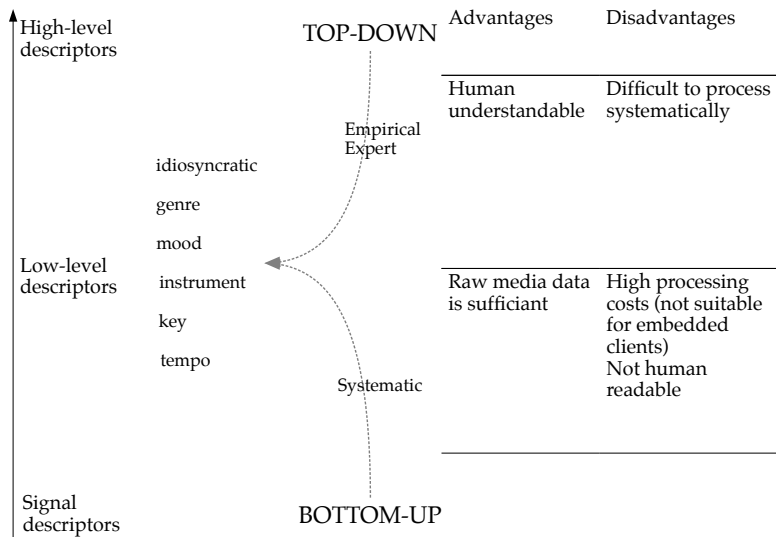 High-level
descriptors
TOP-DOWN
Advantages
Disadvantages
Human
understandable
Difficult to process
systematically
Empirical
Expert
idiosyncratic
genre
mood
instrument
key
tempo
Low-level
descriptors
Raw media data
is sufficiant
High processing
costs (not suitable
for embedded
clients)
Not human
readable
Systematic
Signal
descriptors
BOTTOM-UP